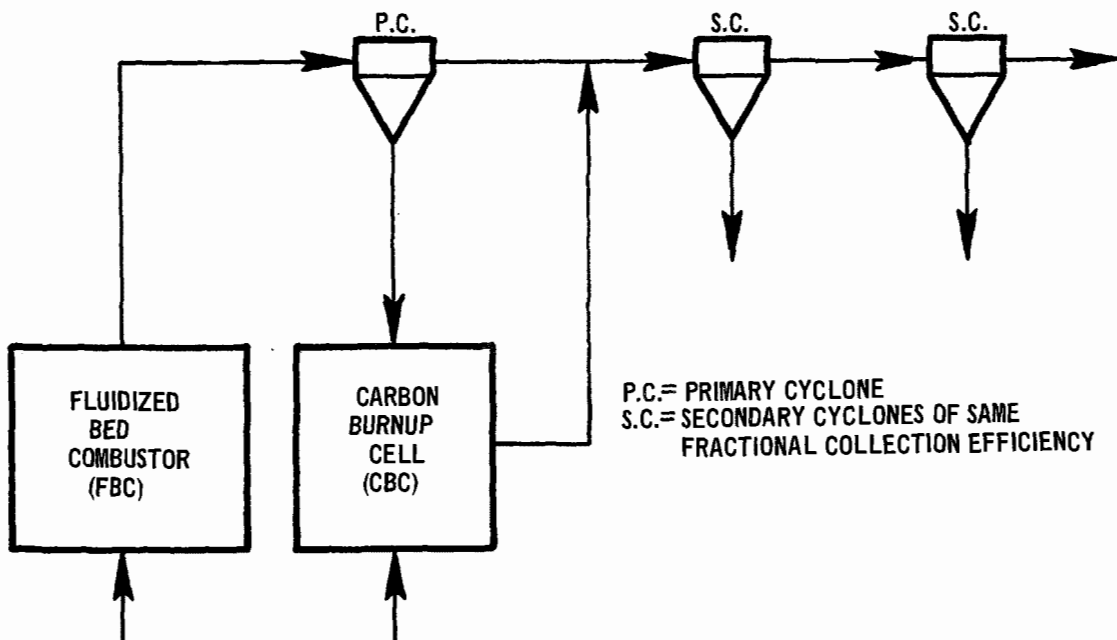 P.C.
S.C.
S.C.
FLUIDIZED
BED
COMBUSTOR
(FBC)
CARBON
BURNUP
CELL
(CBC)
P.C.= PRIMARY CYCLONE
S.C.= SECONDARY CYCLONES OF SAME
FRACTIONAL COLLECTION EFFICIENCY